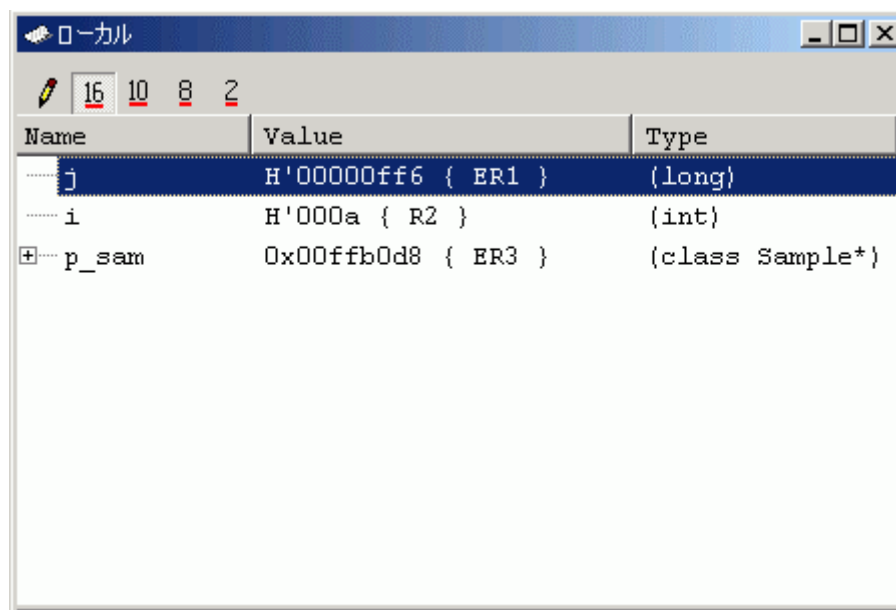 ローカル
16 10 8 2
Name Value Type
j H'00000ff6 { ER1 } (long)
i H'000a { R2 } (int)
p_sam 0x00ffb0d8 { ER3 } (class Sample*)